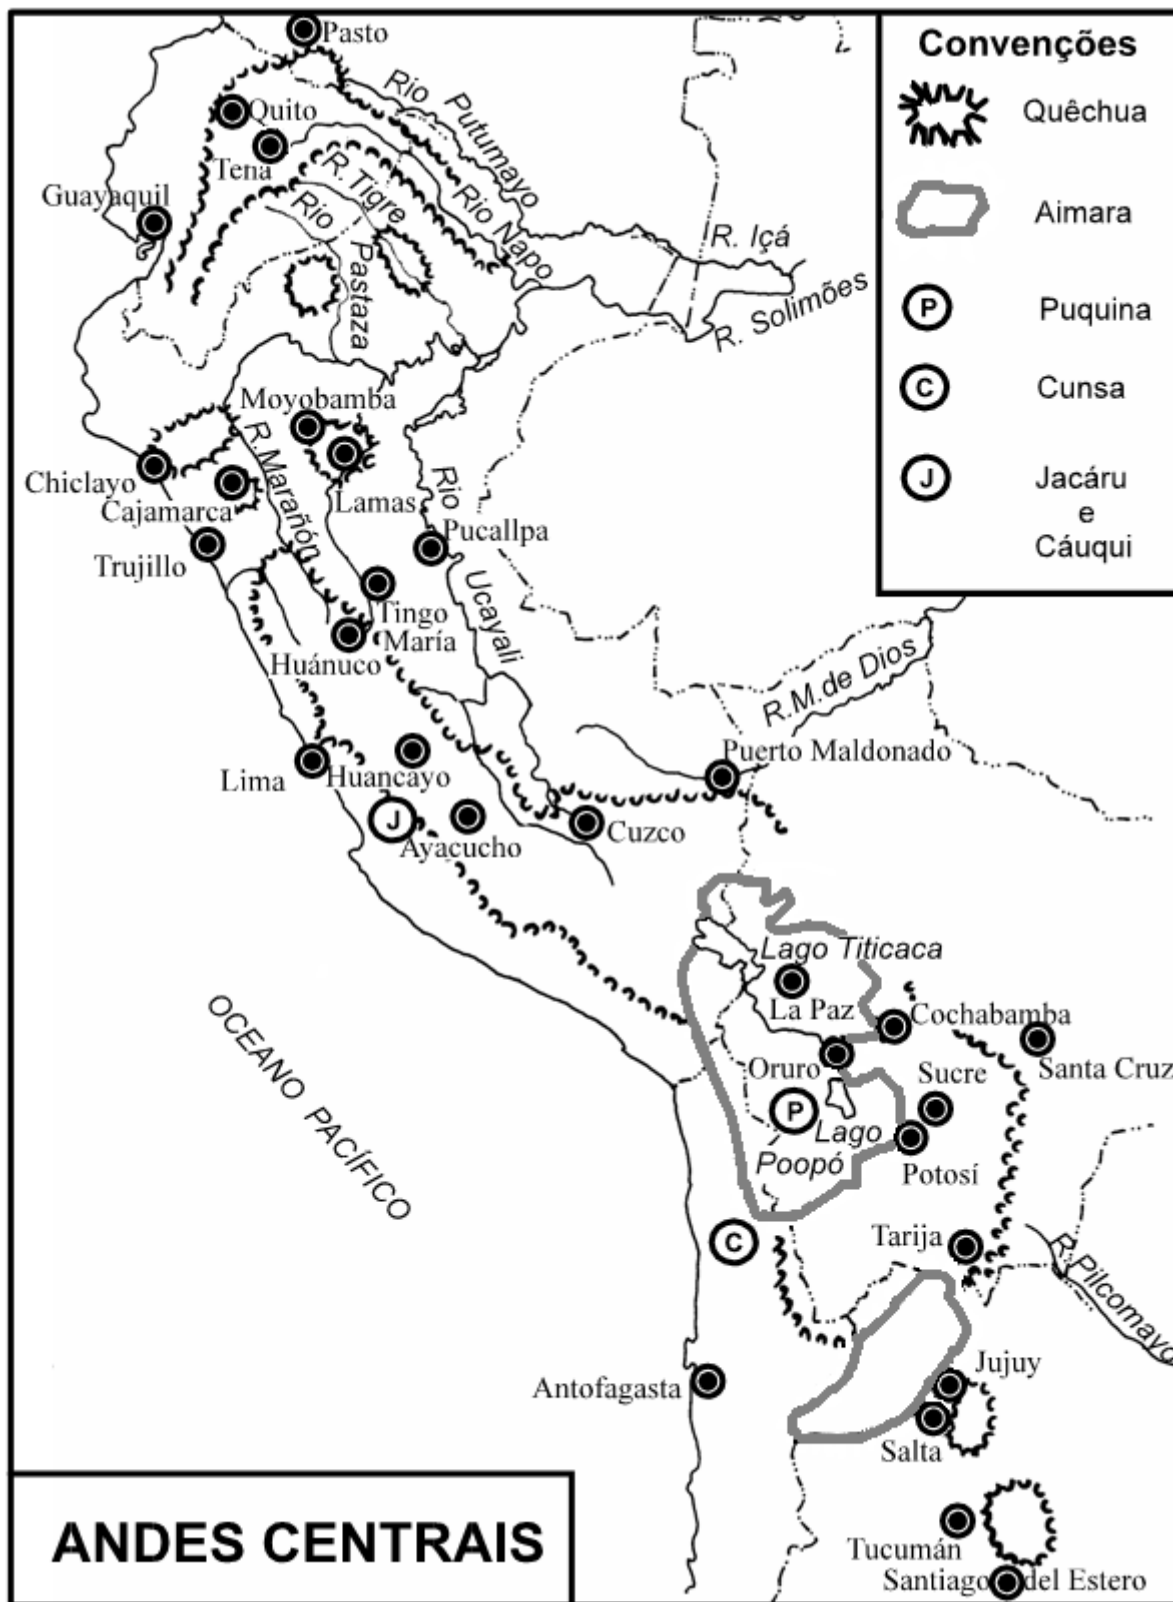 Pasto
Quito
Tena
Guayaquil
Rio Putumayo
R. Tigre
Rio Napo
Rio Pastaza
R. Içá
R. Solimões
Convenções
Quêchua
Aimara
P
Puquina
C
Cunsa
J
Jacáru
e
Cáuqui
Moyobamba
Chiclayo
Cajamarca
R.Marañón
Lamas
Rio Ucayali
Pucallpa
Trujillo
Tingo
María
Huánuco
R.M.de Dios
Puerto Maldonado
Lima
Huancayo
J
Ayacucho
Cuzco
Lago Titicaca
La Paz
Cochabamba
Oruro
Santa Cruz
Sucre
P
Lago
Poopó
Potosí
OCEANO PACÍFICO
C
Tarija
R.Pilcomayo
Antofagasta
Jujuy
Salta
Tucumán
Santiago del Estero
ANDES CENTRAIS